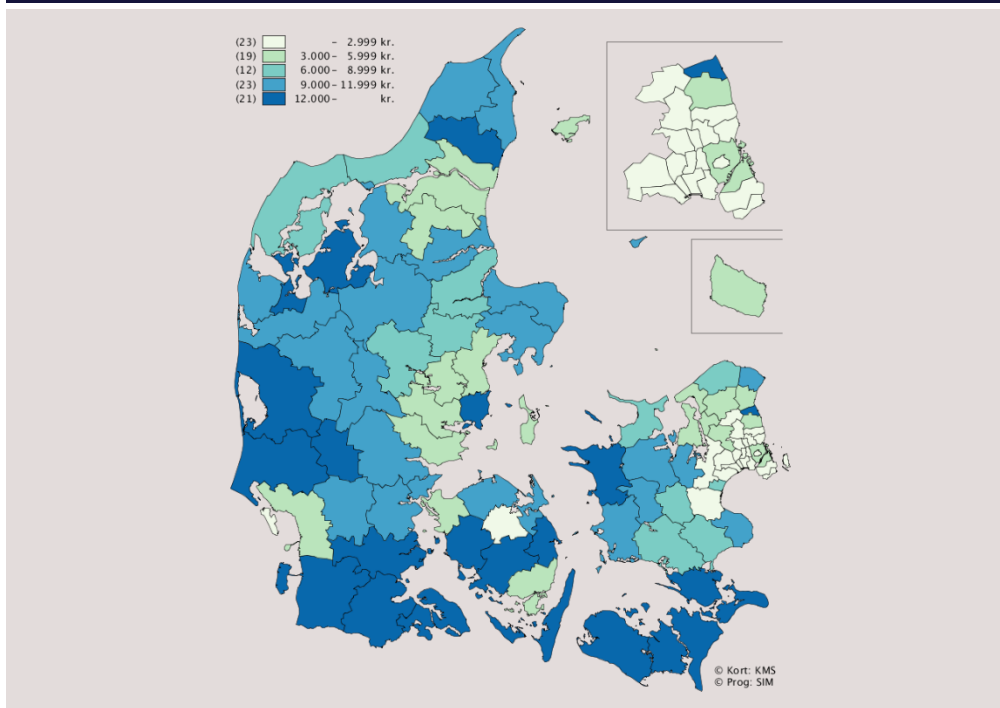 (23) - 2.999 kr.
(19) 3.000- 5.999 kr.
(12) 6.000- 8.999 kr.
(23) 9.000- 11.999 kr.
(21) 12.000- kr.
© Kort: KMS
© Prog: SIM